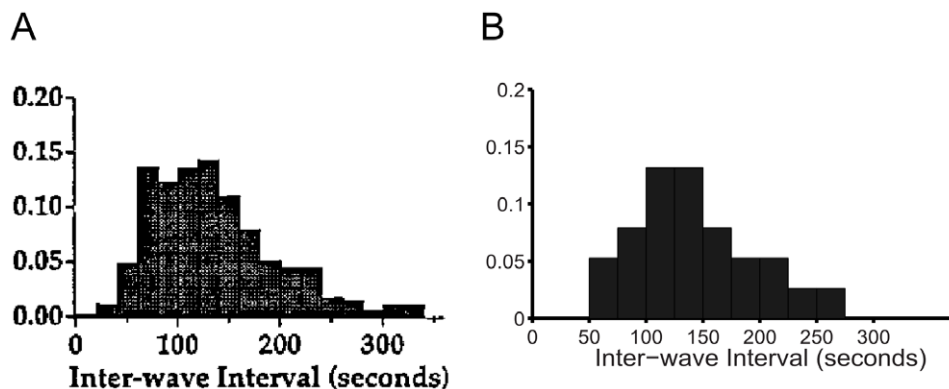 A
0.20
0.15
0.10
0.05
0.00
0 100 200 300
Inter-wave Interval (seconds)
B
0.2
0.15
0.1
0.05
0
0 50 100 150 200 250 300
Inter−wave Interval (seconds)